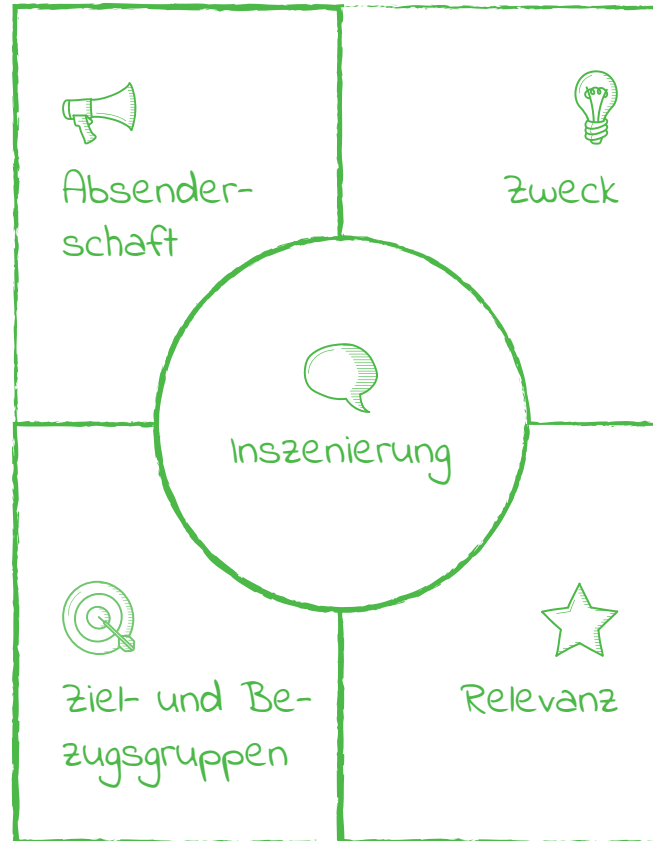 Absender-
schaft
Zweck
Inszenierung
Ziel- und Be-
zugsgruppen
Relevanz